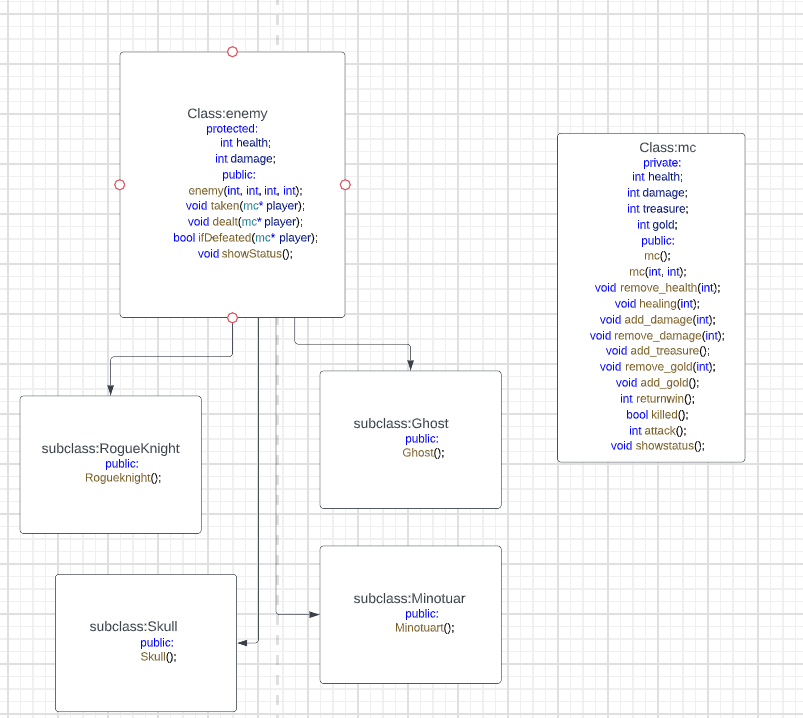 Class:enemy
protected:
int health;
int damage;
public:
enemy(int, int, int, int);
void taken(mc* player);
void dealt(mc* player);
bool ifDefeated(mc* player);
void showStatus();
Class:mc
private:
int health;
int damage;
int treasure;
int gold;
public:
mc();
mc(int, int);
void remove_health(int);
void healing(int);
void add_damage(int);
void remove_damage(int);
void add_treasure();
void remove_gold(int);
void add_gold();
int returnwin();
bool killed();
int attack();
void showstatus();
subclass:RogueKnight
public:
Rogueknight();
subclass:Ghost
public:
Ghost();
subclass:Skull
public:
Skull();
subclass:Minotuar
public:
Minotuart();